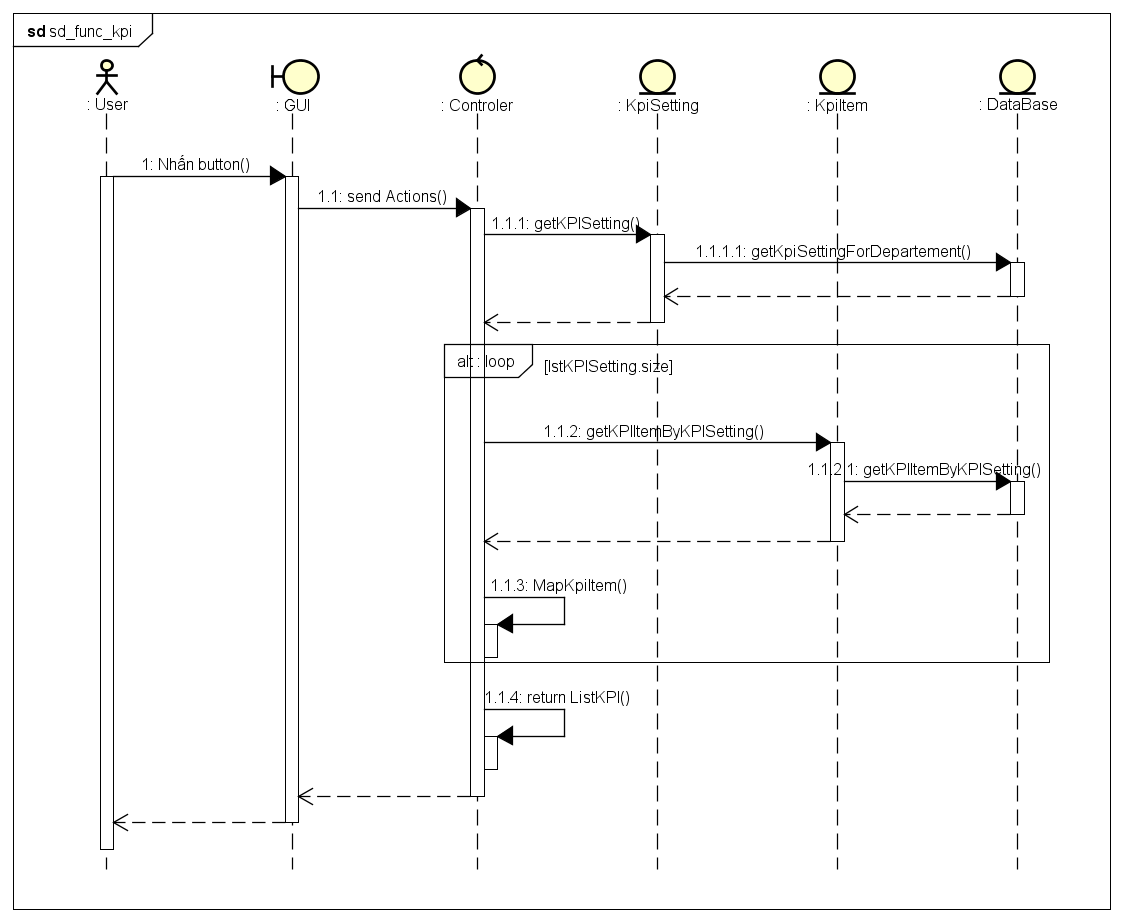 sd sd_func_kpi
: User
: GUI
: Controler
: KpiSetting
: KpiItem
: DataBase
1: Nhấn button()
1.1: send Actions()
1.1.1: getKPISetting()
1.1.1.1: getKpiSettingForDepartement()
alt : loop
[lstKPISetting.size]
1.1.2: getKPIItemByKPISetting()
1.1.2.1: getKPIItemByKPISetting()
1.1.3: MapKpiItem()
1.1.4: return ListKPI()